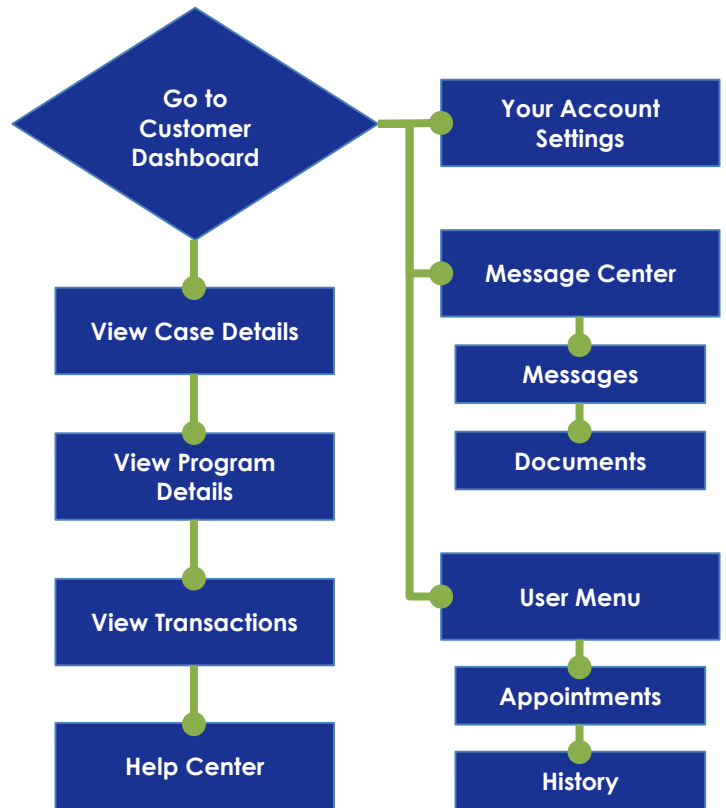 Go to
Customer
Dashboard
View Case Details
View Program
Details
View Transactions
Help Center
Your Account
Settings
Message Center
Messages
Documents
User Menu
Appointments
History